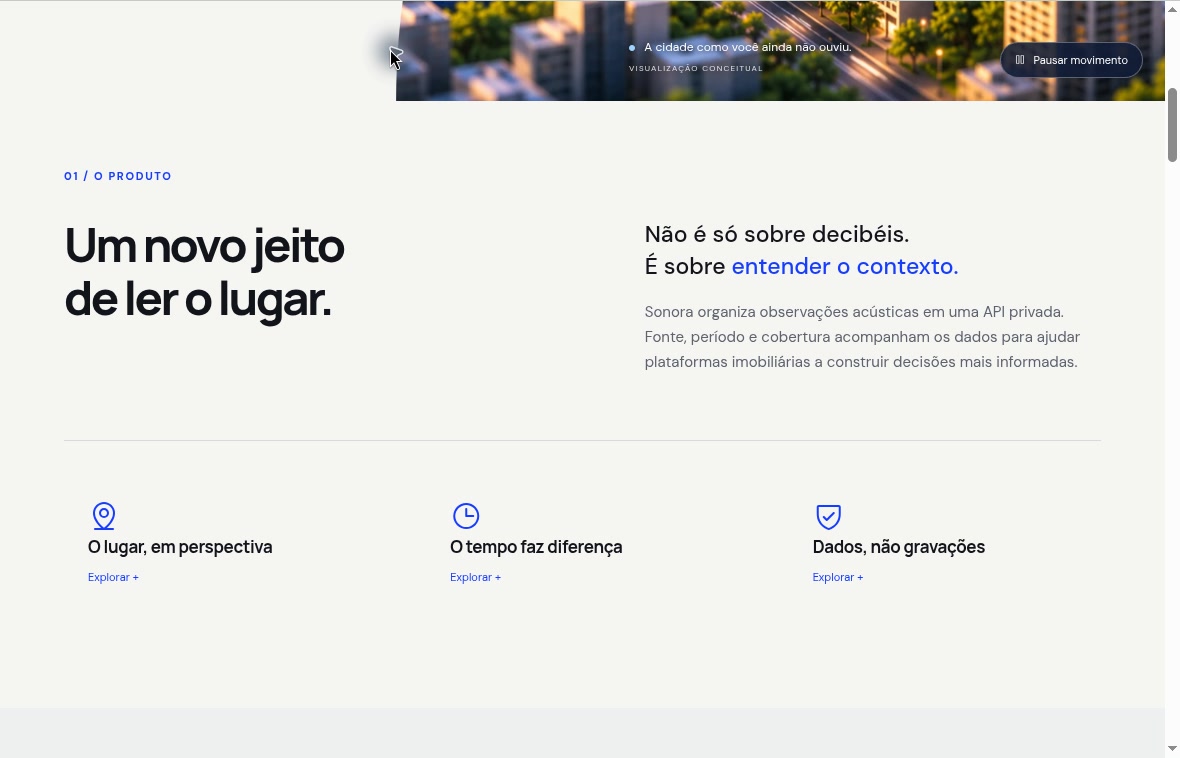 A cidade como você ainda não ouviu.
VISUALIZAÇÃO CONCEITUAL
Pausar movimento
01 / O PRODUTO
Um novo jeito
de ler o lugar.
Não é só sobre decibéis.
É sobre entender o contexto.
Sonora organiza observações acústicas em uma API privada.
Fonte, período e cobertura acompanham os dados para ajudar
plataformas imobiliárias a construir decisões mais informadas.
O lugar, em perspectiva
Explorar +
O tempo faz diferença
Explorar +
Dados, não gravações
Explorar +